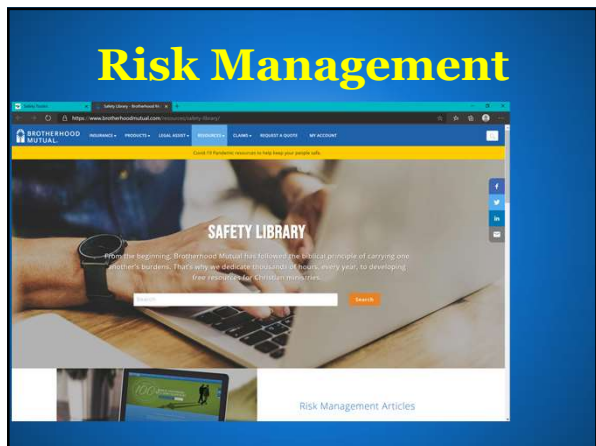 Risk Management
Safety Library - Brotherhood M
https://www.brotherhoodmutual.com/resources/safety-library/
BROTHERHOOD MUTUAL.
INSURANCE PRODUCTS LEGAL ASSIST RESOURCES CLAIMS REQUEST A QUOTE MY ACCOUNT
Covid-19 Pandemic resources to help keep your people safe.
SAFETY LIBRARY
From the beginning, Brotherhood Mutual has followed the biblical principle of carrying one
another's burdens. That's why we dedicate thousands of hours, every year, to developing
free resources for Christian ministries.
Search
Search
100
Risk Management Articles